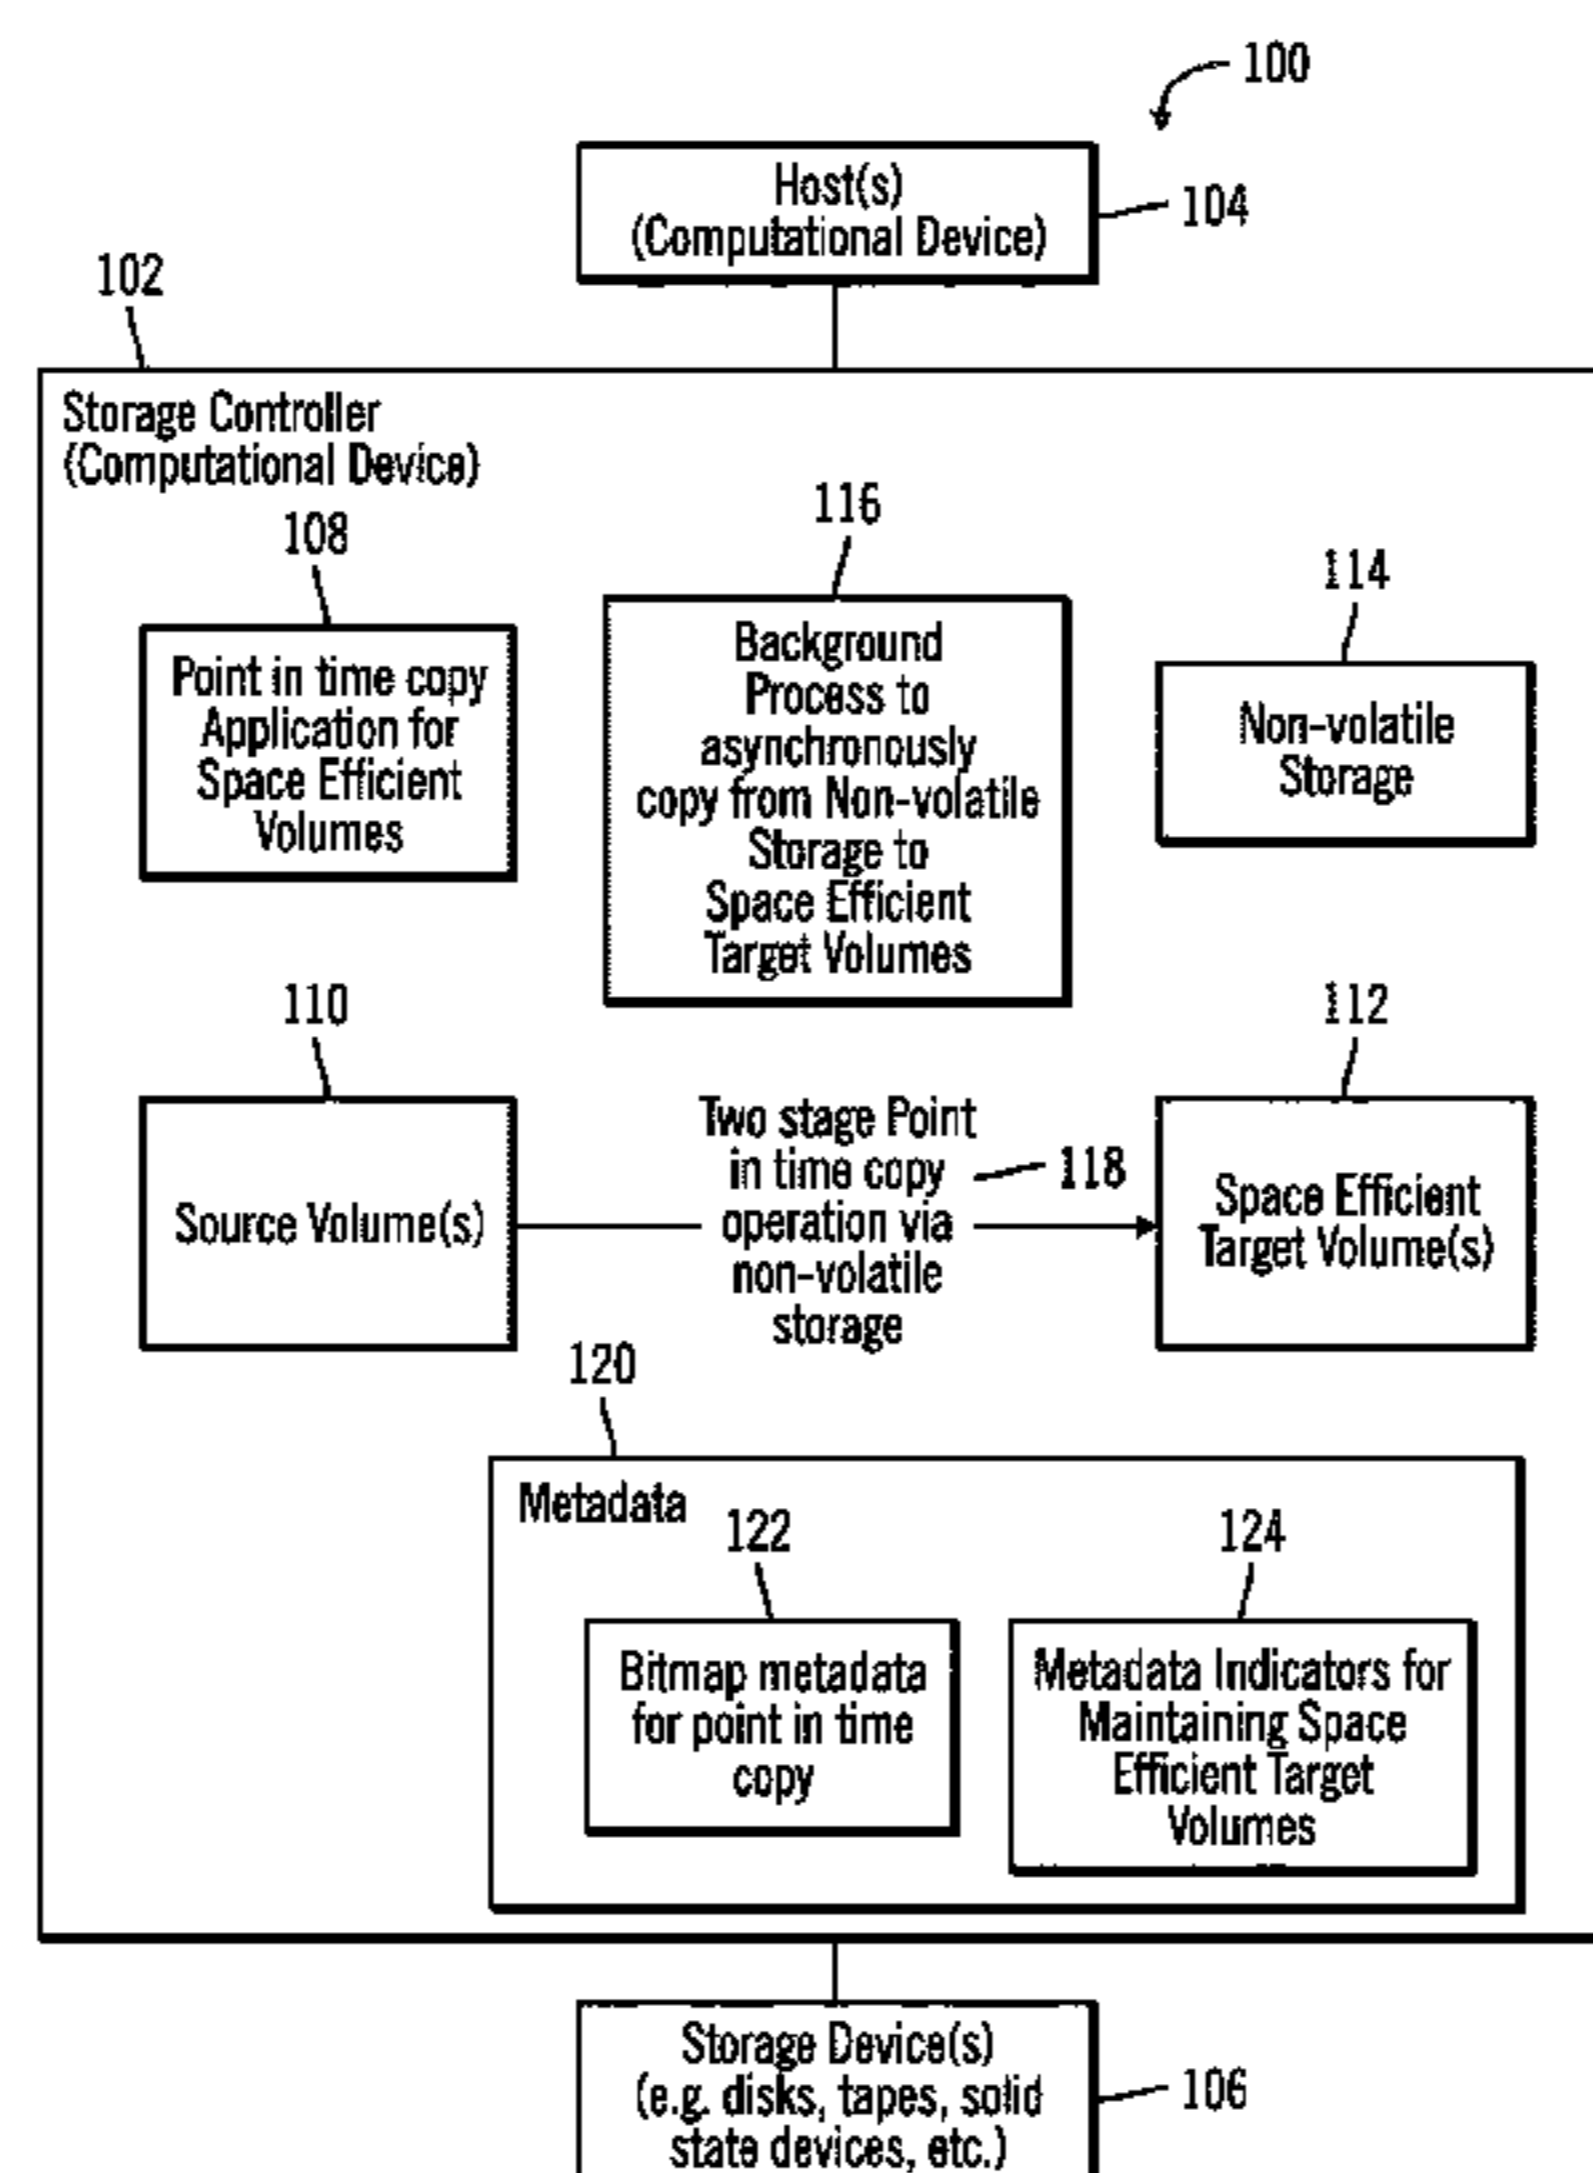 100
Host(s)
(Computational Device)
104
102
Storage Controller
(Computational Device)
108
Point in time copy
Application for
Space Efficient
Volumes
116
Background
Process to
asynchronously
copy from Non-volatile
Storage to
Space Efficient
Target Volumes
114
Non-volatile
Storage
110
Source Volume(s)
Two stage Point
in time copy
operation via
non-volatile
storage
118
112
Space Efficient
Target Volume(s)
120
Metadata
122
Bitmap metadata
for point in time
copy
124
Metadata Indicators for
Maintaining Space
Efficient Target
Volumes
Storage Device(s)
(e.g. disks, tapes, solid
state devices, etc.)
106